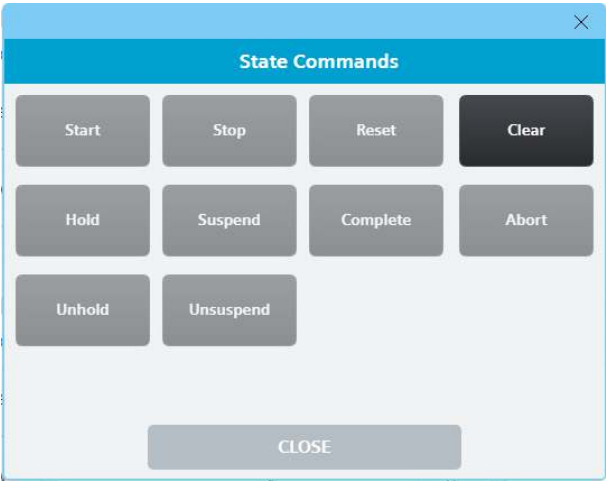 State Commands
Start Stop Reset Clear
Hold Suspend Complete Abort
Unhold Unsuspend
CLOSE